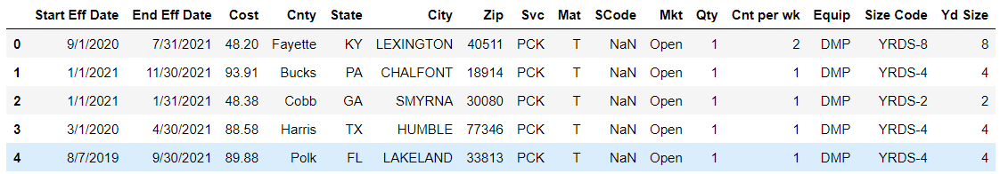 Start Eff Date End Eff Date Cost Cnty State City Zip Svc Mat SCode Mkt Qty Cnt per wk Equip Size Code Yd Size
0 9/1/2020 7/31/2021 48.20 Fayette KY LEXINGTON 40511 PCK T NaN Open 1 2 DMP YRDS-8 8
1 1/1/2021 11/30/2021 93.91 Bucks PA CHALFONT 18914 PCK T NaN Open 1 1 DMP YRDS-4 4
2 1/1/2021 1/31/2021 48.38 Cobb GA SMYRNA 30080 PCK T NaN Open 1 1 DMP YRDS-2 2
3 3/1/2020 4/30/2021 88.58 Harris TX HUMBLE 77346 PCK T NaN Open 1 1 DMP YRDS-4 4
4 8/7/2019 9/30/2021 89.88 Polk FL LAKELAND 33813 PCK T NaN Open 1 1 DMP YRDS-4 4